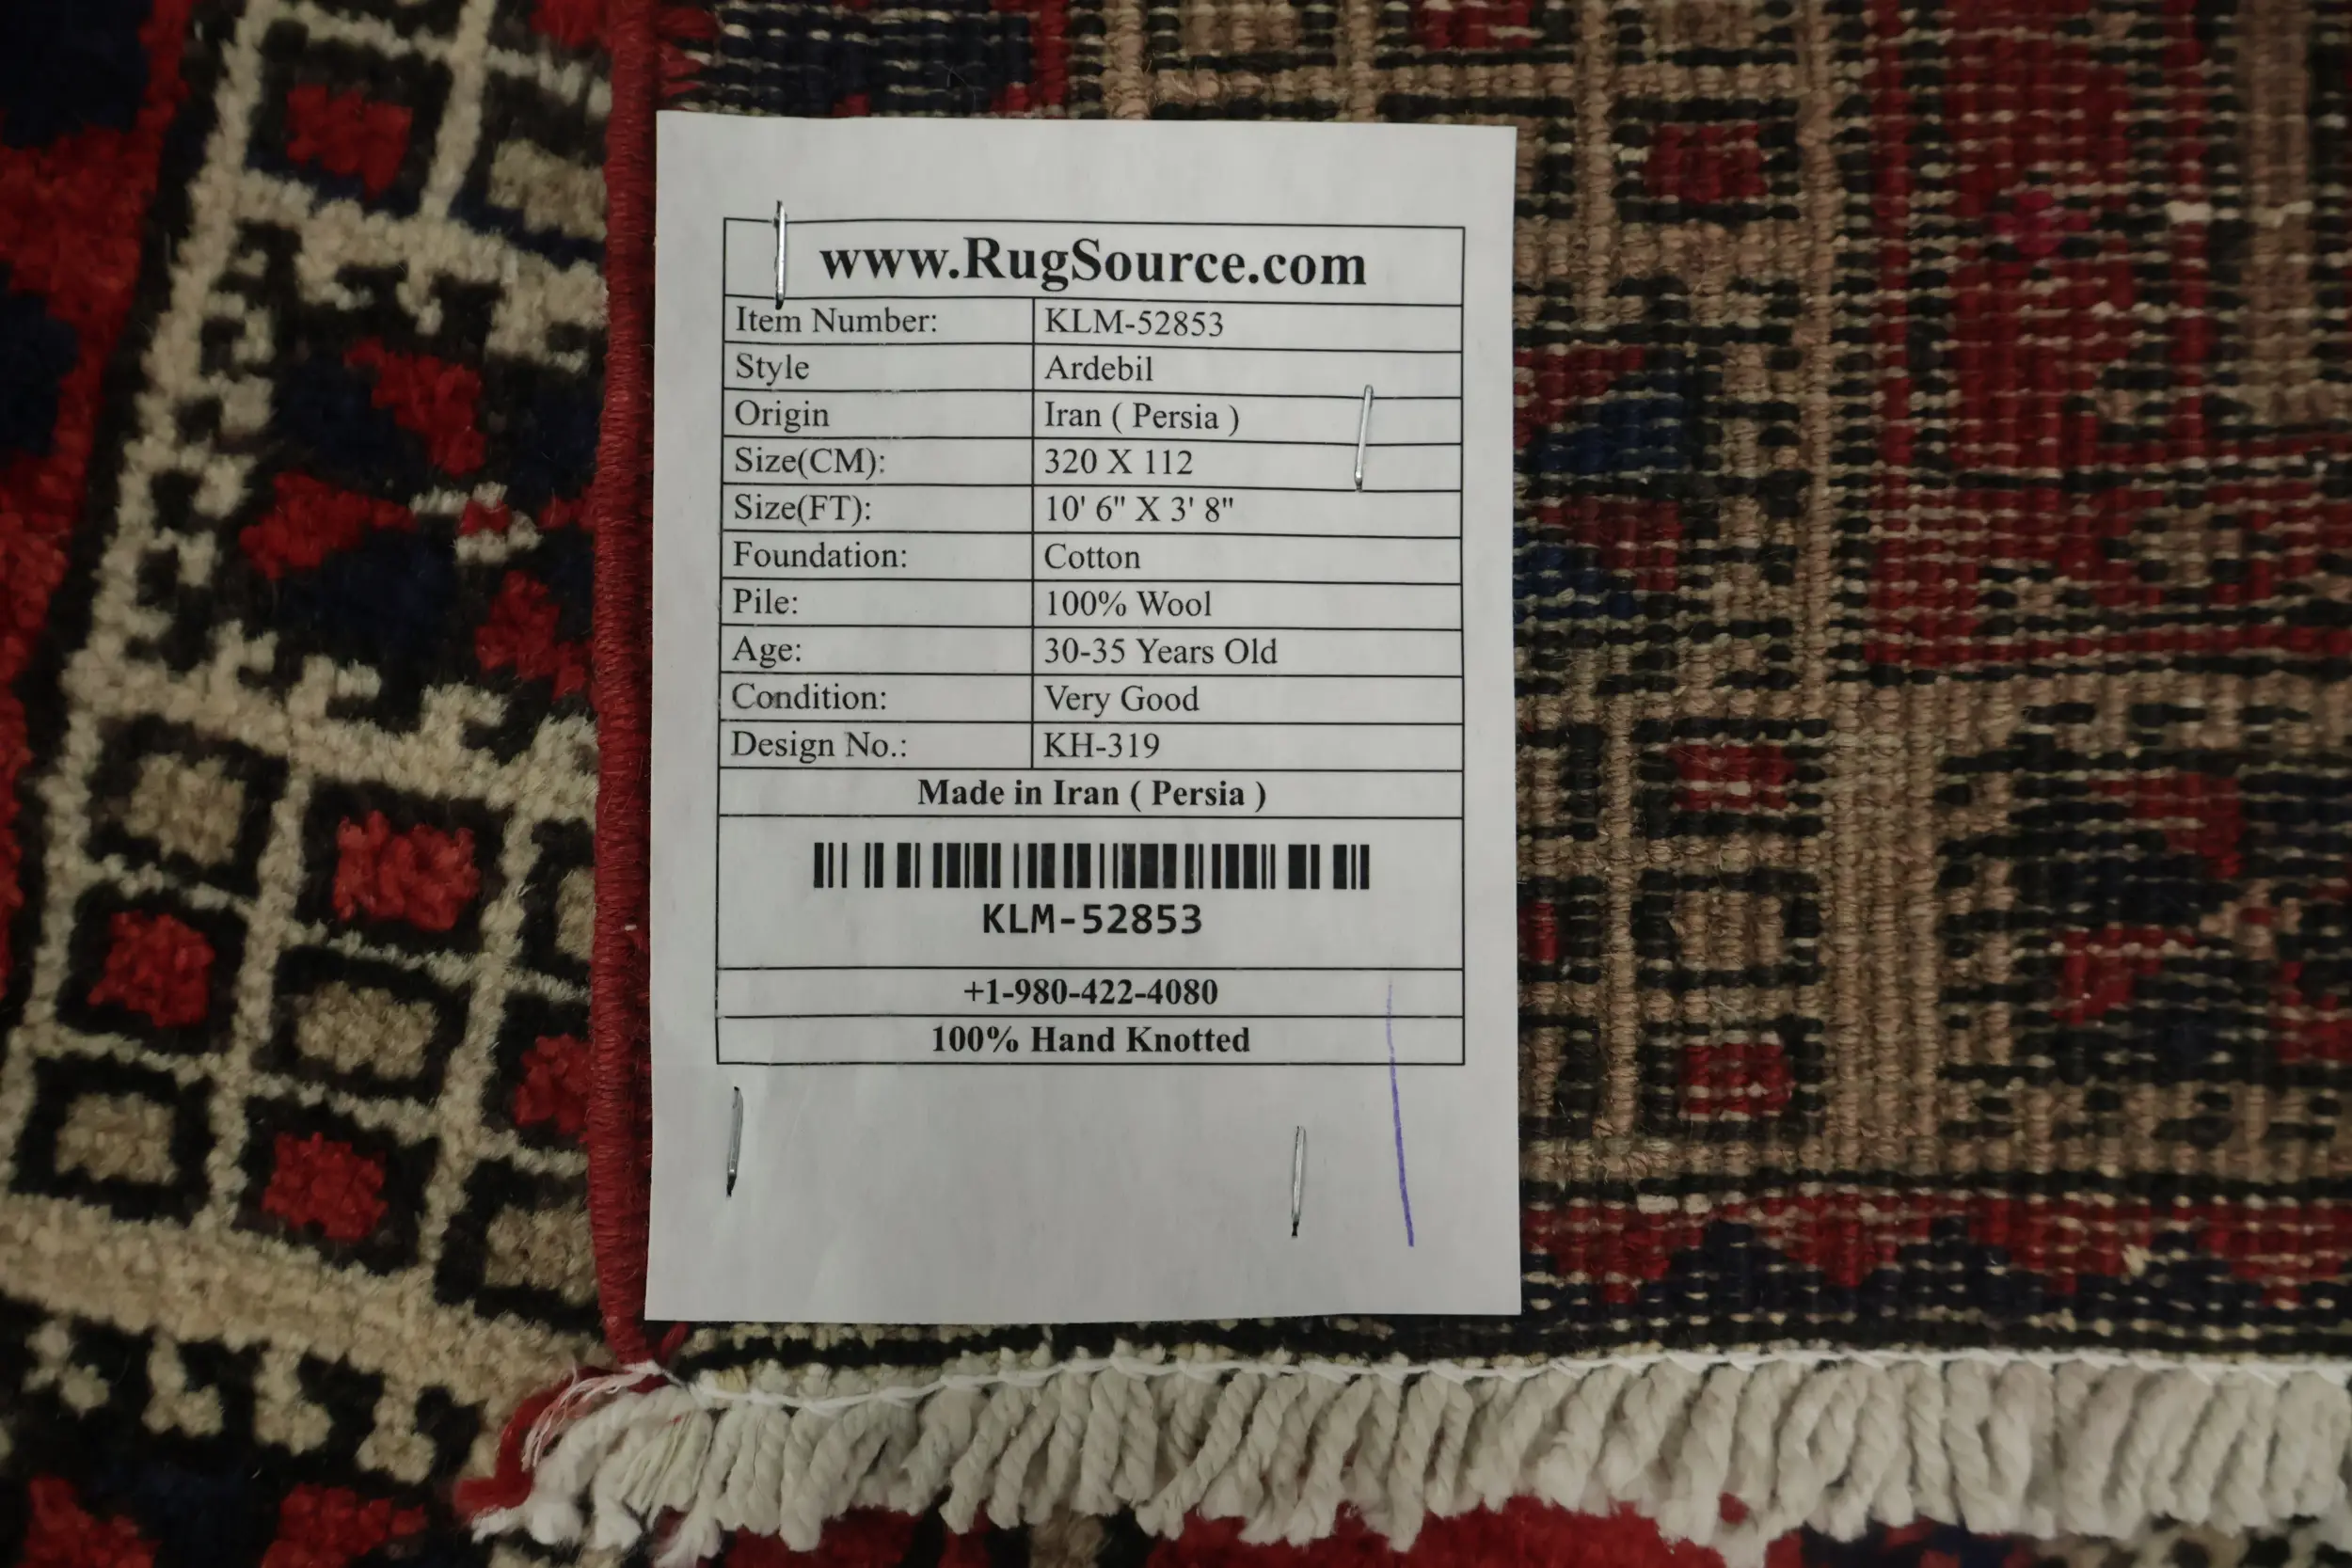 www.RugSource.com
Item Number: KLM-52853
Style Ardebil
Origin Iran ( Persia )
Size(CM): 320 X 112
Size(FT): 10' 6" X 3' 8"
Foundation: Cotton
Pile: 100% Wool
Age: 30-35 Years Old
Condition: Very Good
Design No.: KH-319
Made in Iran ( Persia )
KLM-52853
+1-980-422-4080
100% Hand Knotted